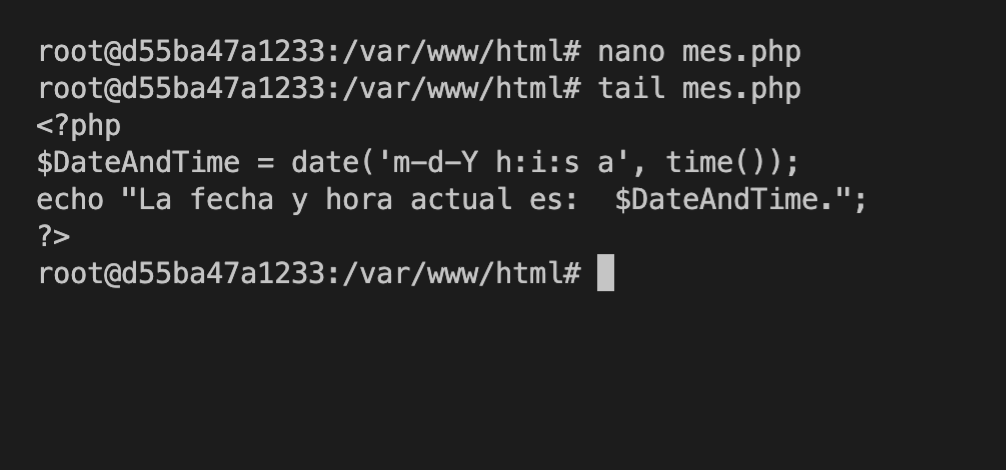 root@d55ba47a1233:/var/www/html# nano mes.php
root@d55ba47a1233:/var/www/html# tail mes.php
<?php
$DateAndTime = date('m-d-Y h:i:s a', time());
echo "La fecha y hora actual es:  $DateAndTime.";
?>
root@d55ba47a1233:/var/www/html#